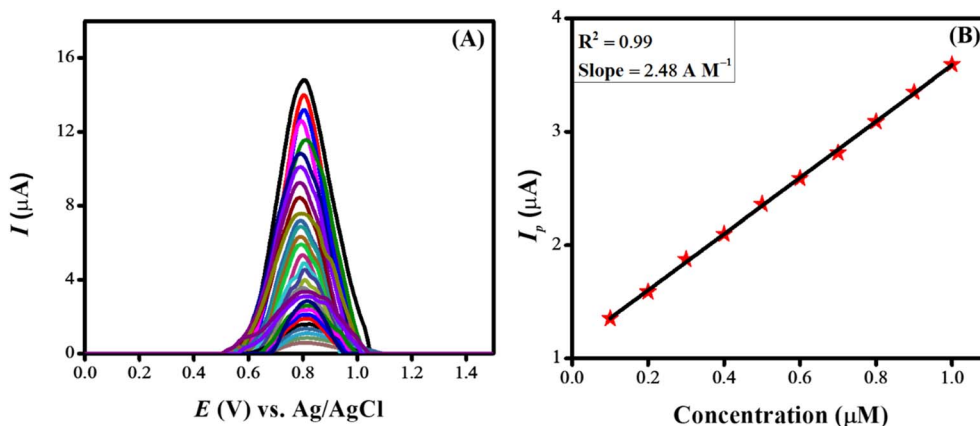 (A)
16
12
8
4
0
I (μA)
0.0 0.2 0.4 0.6 0.8 1.0 1.2 1.4
E (V) vs. Ag/AgCl
(B)
R² = 0.99
Slope = 2.48 A M⁻¹
4
3
2
1
Iₚ (μA)
0.0 0.2 0.4 0.6 0.8 1.0
Concentration (μM)